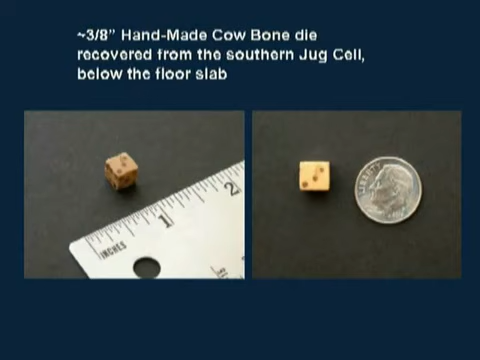 ~3/8" Hand-Made Cow Bone die
recovered from the southern Jug Cell,
below the floor slab
1
2
INCHES
LIBERTY